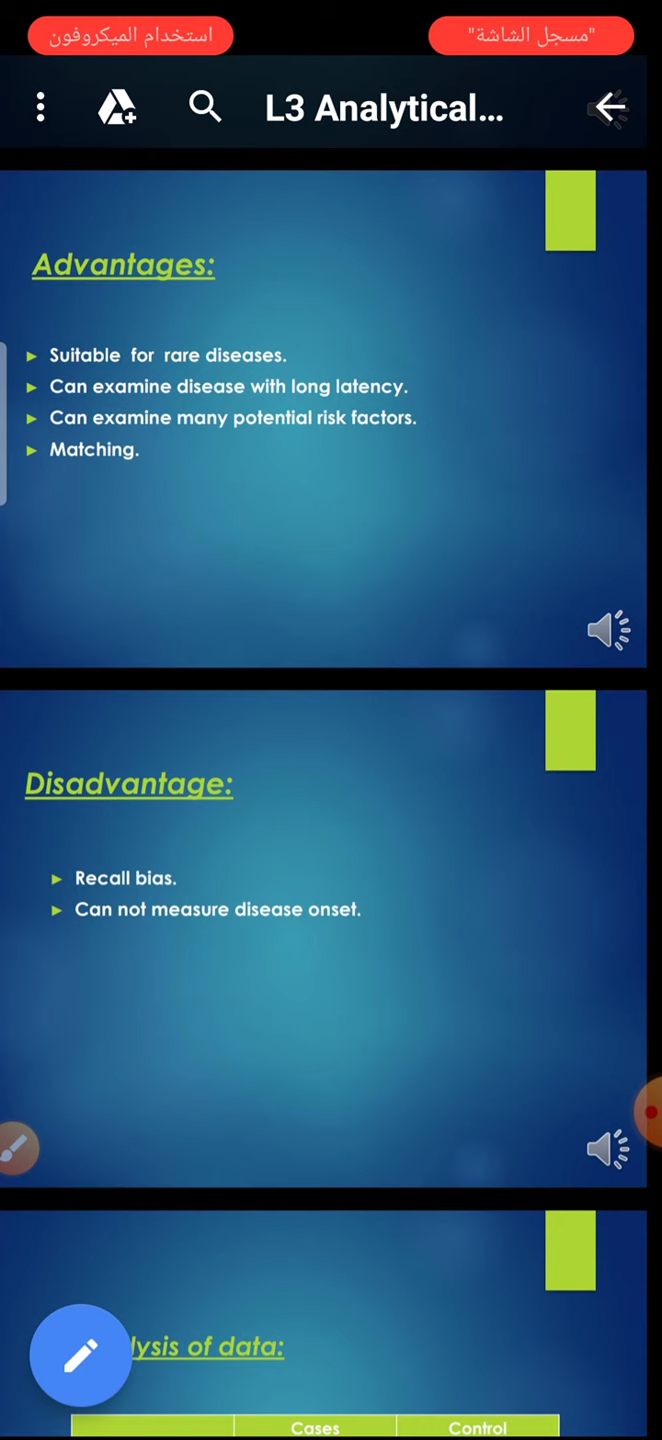 استخدام الميكروفون
"مسجل الشاشة"
L3 Analytical...
Advantages:
Suitable for rare diseases.
Can examine disease with long latency.
Can examine many potential risk factors.
Matching.
Disadvantage:
Recall bias.
Can not measure disease onset.
lysis of data:
Cases Control